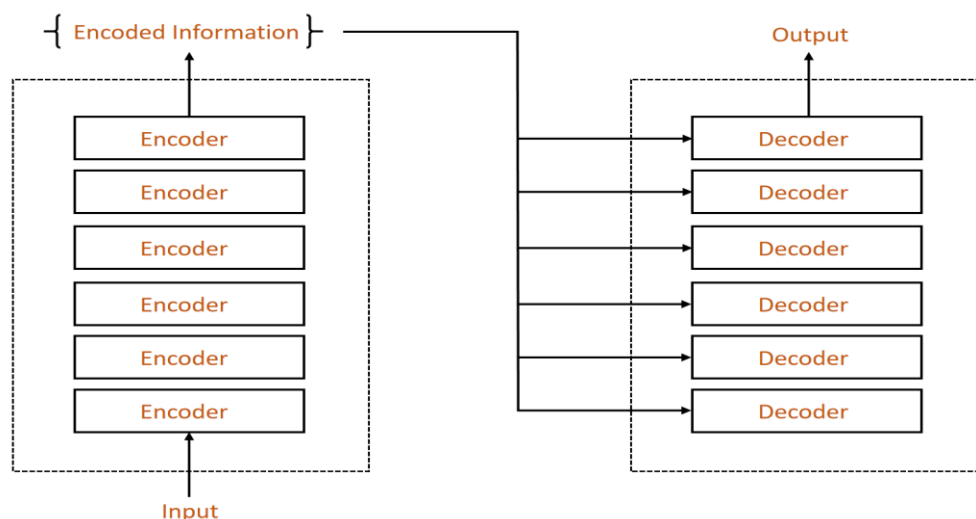 { Encoded Information }
Encoder
Encoder
Encoder
Encoder
Encoder
Encoder
Input
Output
Decoder
Decoder
Decoder
Decoder
Decoder
Decoder